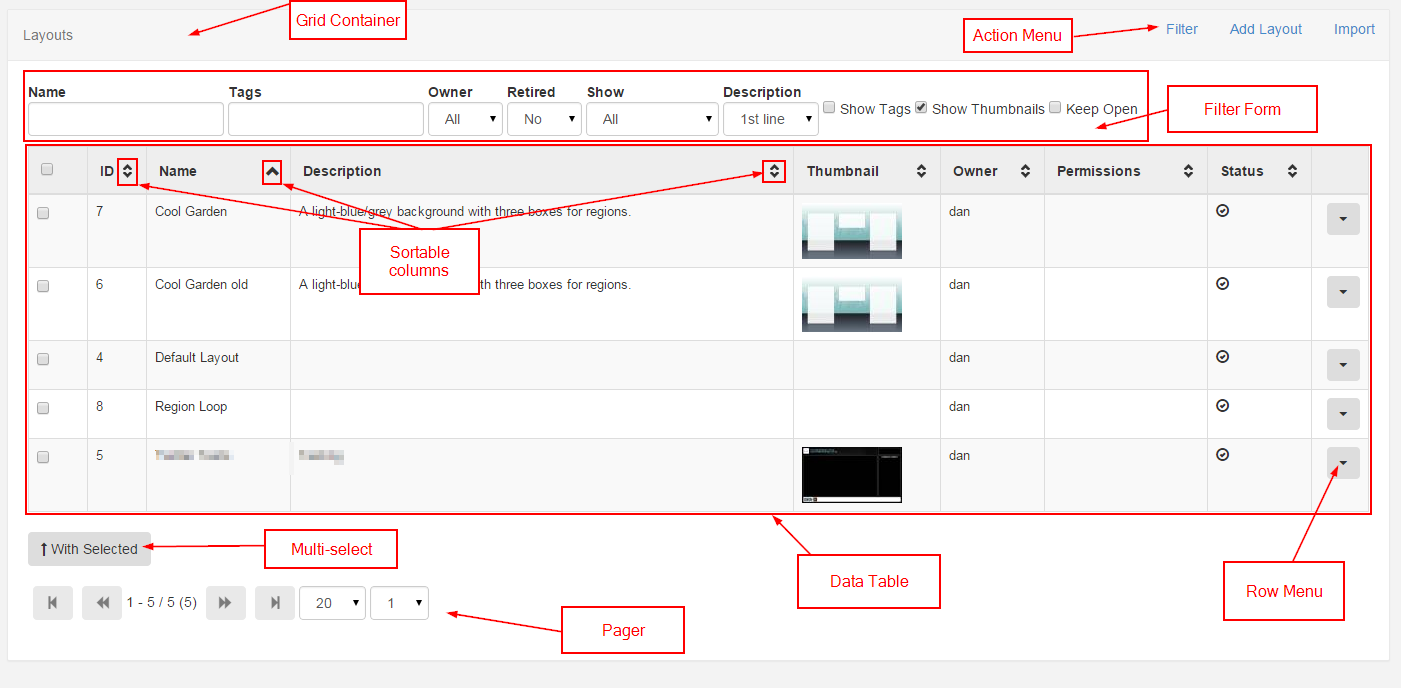 Grid Container
Layouts
Action Menu
Filter Add Layout Import
Name Tags Owner Retired Show Description
All No All 1st line Show Tags Show Thumbnails Keep Open
Filter Form
ID Name Description Thumbnail Owner Permissions Status
7 Cool Garden A light-blue/grey background with three boxes for regions. dan
Sortable
columns
6 Cool Garden old A light-blue th three boxes for regions. dan
4 Default Layout dan
8 Region Loop dan
5 dan
With Selected
Multi-select
Data Table
Row Menu
1 - 5 / 5 (5) 20 1
Pager